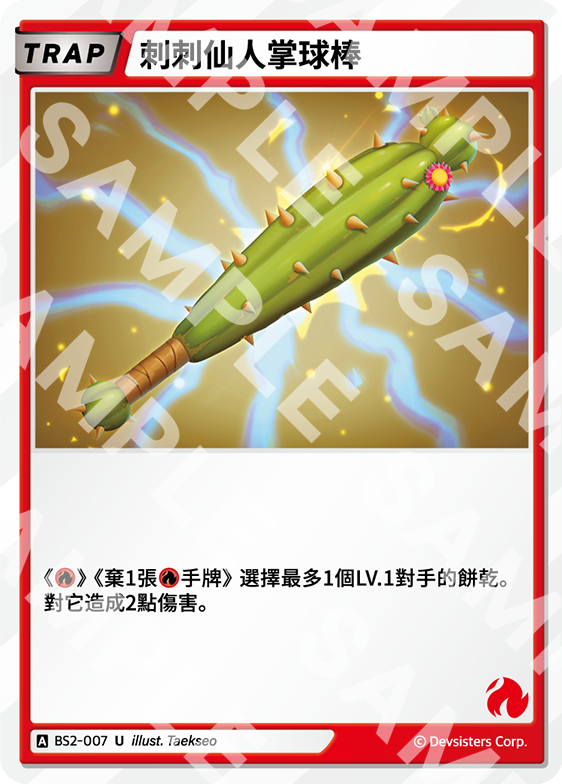 TRAP 刺刺仙人掌球棒
《》《棄1張手牌》選擇最多1個LV.1對手的餅乾。
對它造成2點傷害。
A BS2-007 U illust. Taekseo © Devsisters Corp.
SAMPLE SAMPLE SAMPLE SAMPLE